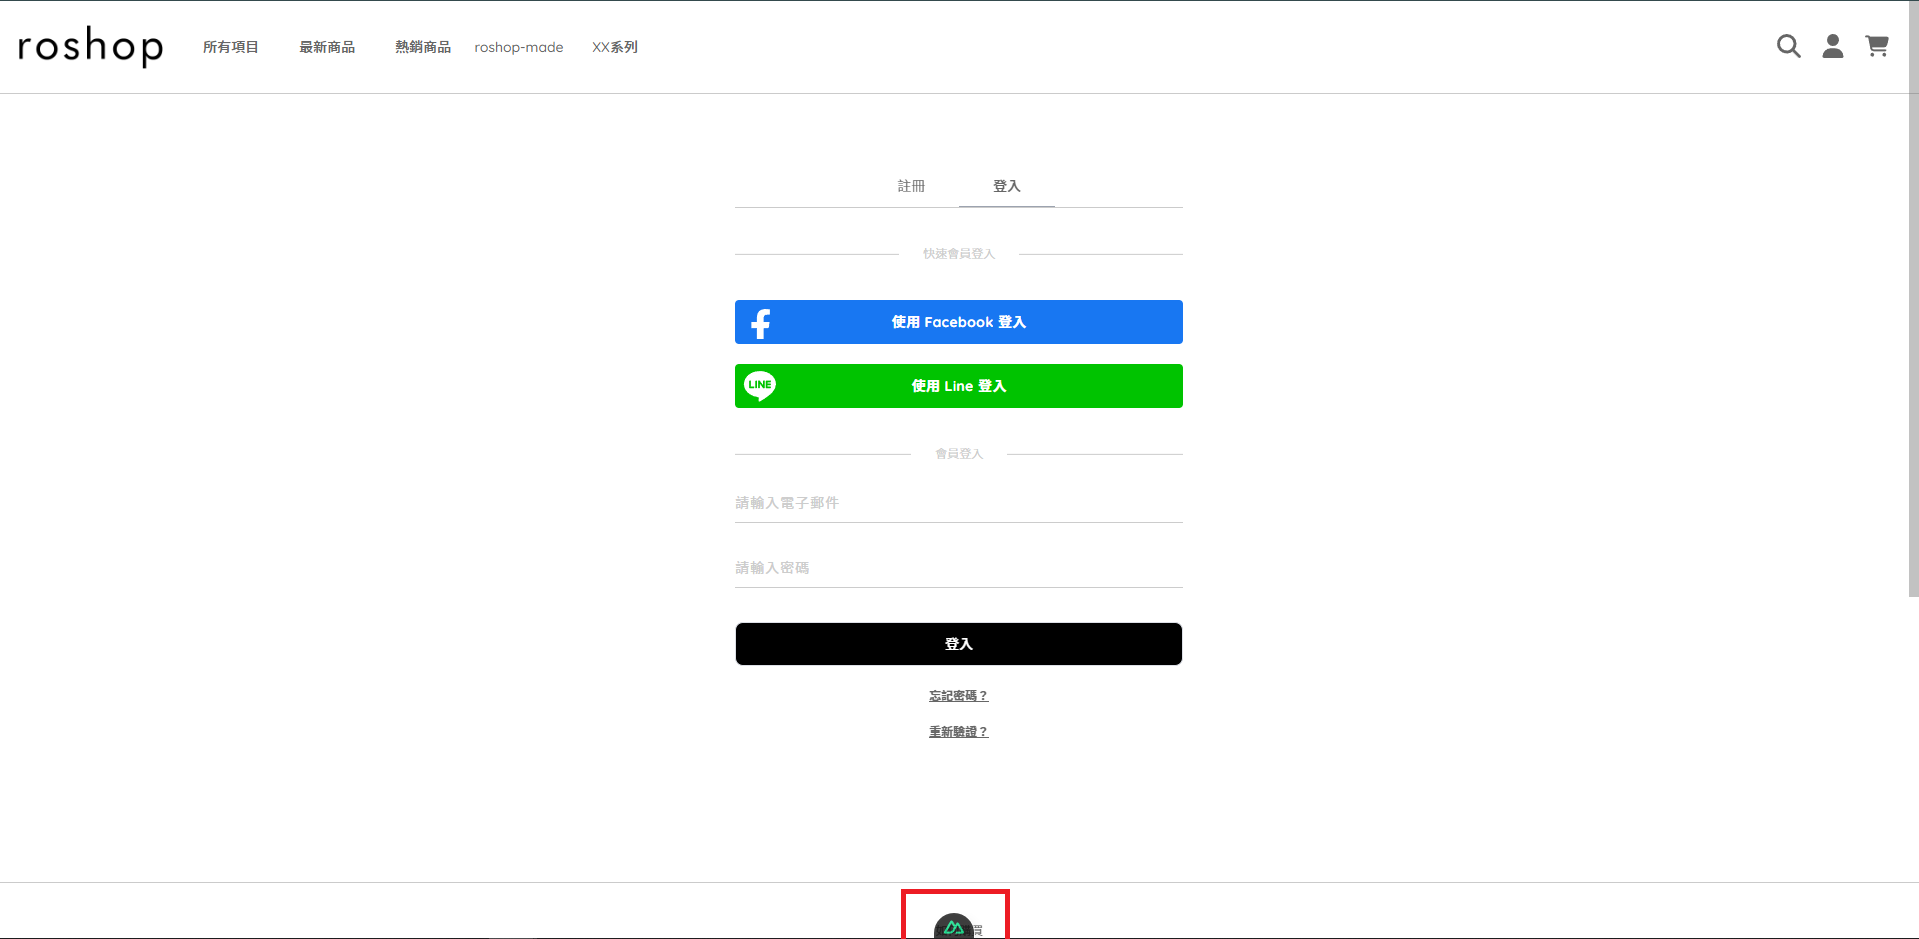 roshop
所有項目
最新商品
熱銷商品
roshop-made
XX系列
註冊
登入
快速會員登入
使用 Facebook 登入
LINE
使用 Line 登入
會員登入
請輸入電子郵件
請輸入密碼
登入
忘記密碼？
重新驗證？
買